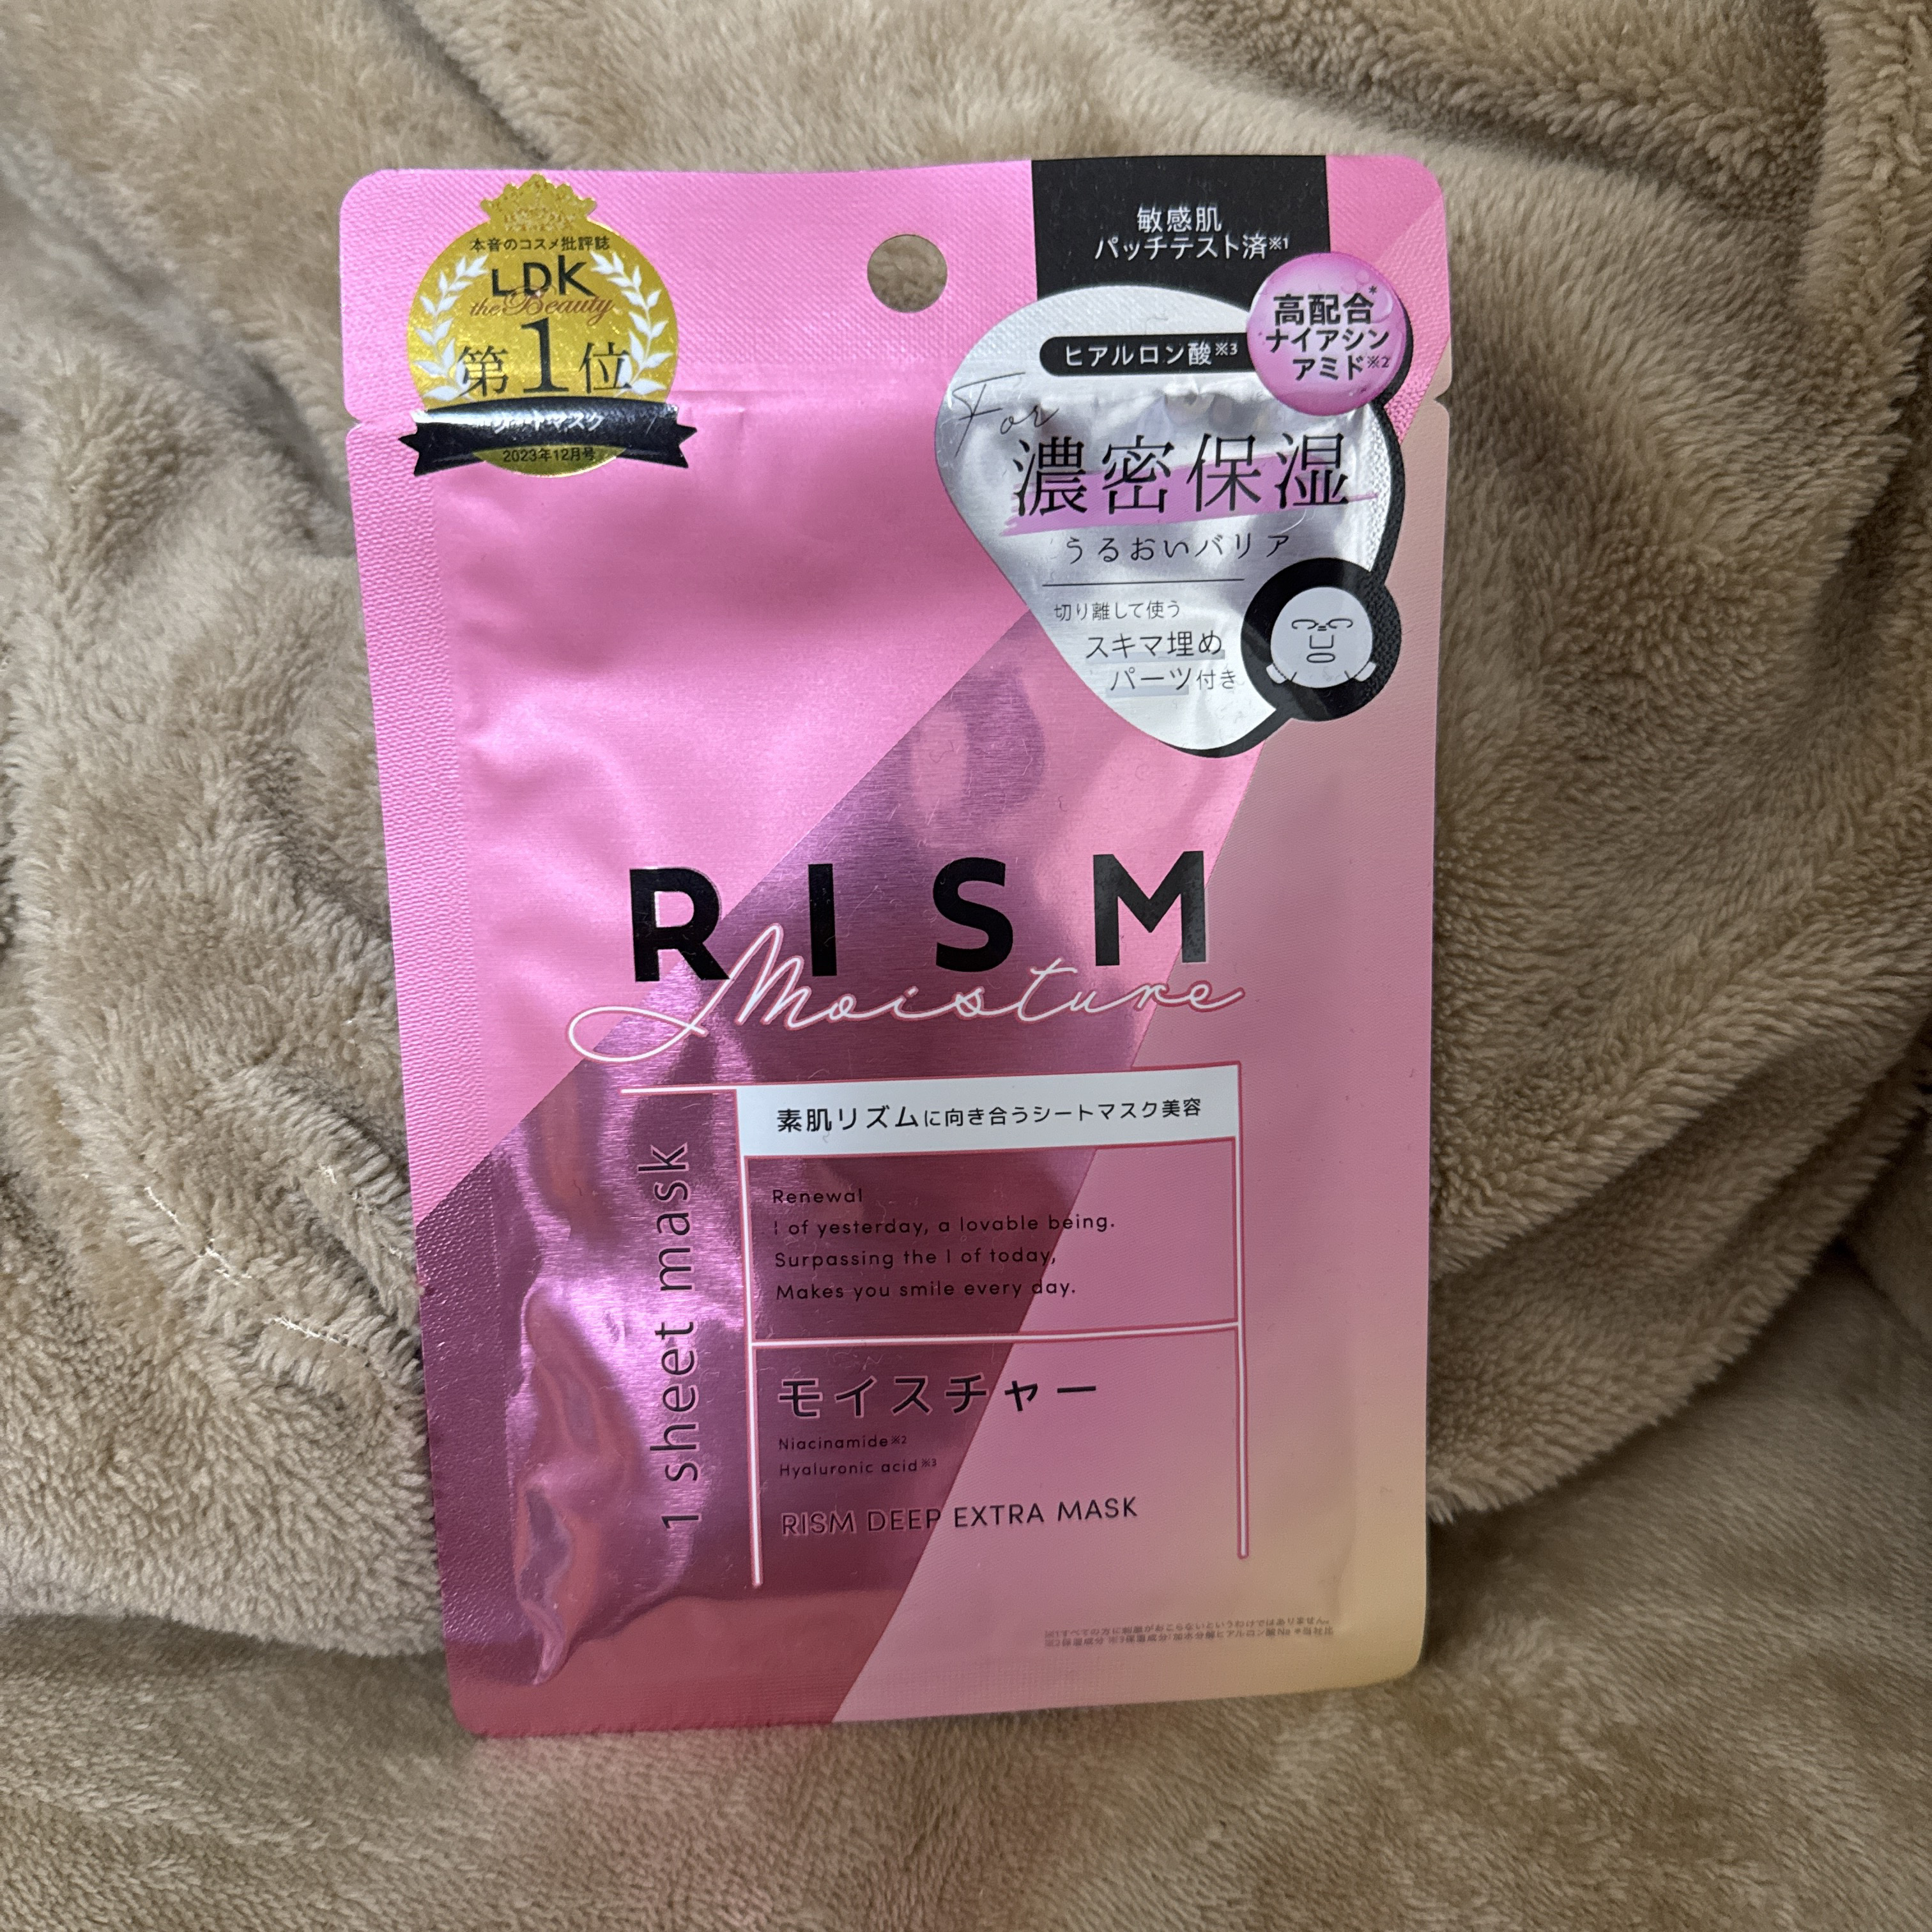 本音のコスメ批評誌
LDK
the Beauty
第1位
シートマスク
2023年12月号
敏感肌
パッチテスト済※1
高配合*
ナイアシン
アミド※2
ヒアルロン酸※3
For
濃密保湿
うるおいバリア
切り離して使う
スキマ埋め
パーツ付き
RISM
Moisture
1 sheet mask
素肌リズムに向き合うシートマスク美容
Renewal
I of yesterday, a lovable being.
Surpassing the I of today,
Makes you smile every day.
モイスチャー
Niacinamide※2
Hyaluronic acid※3
RISM DEEP EXTRA MASK